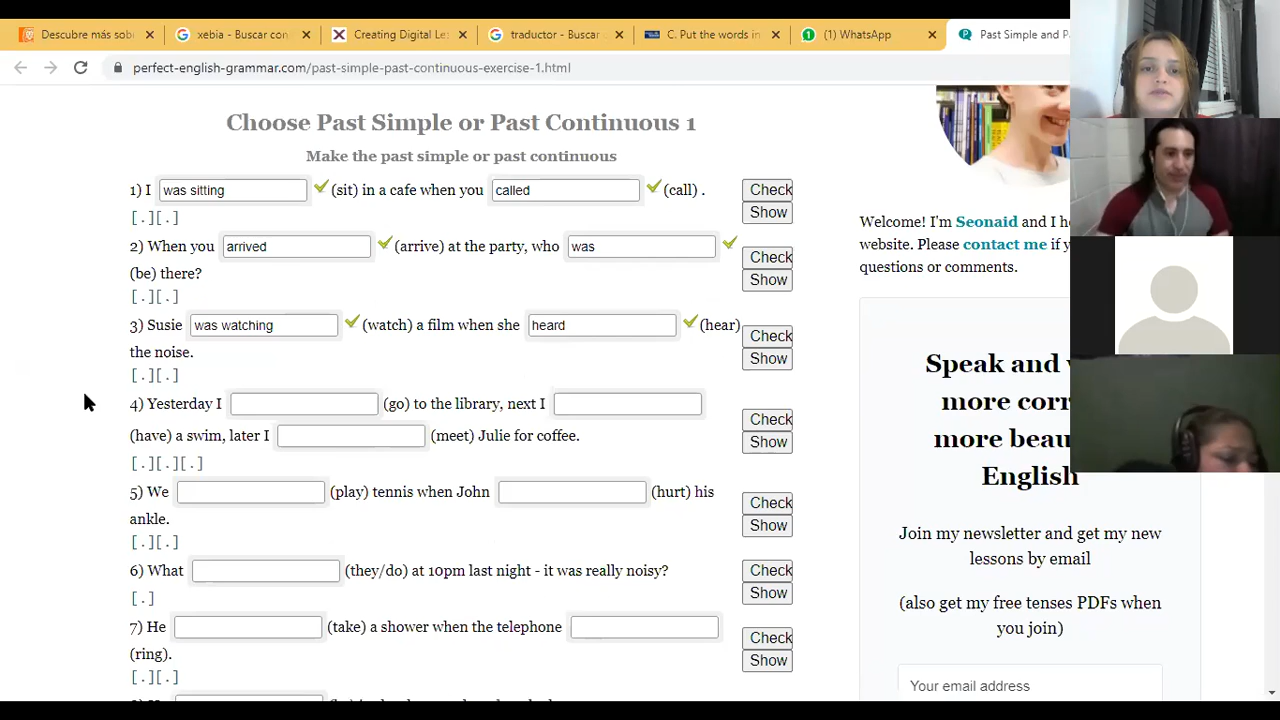 Descubre más sob
xebia - Buscar con
Creating Digital Le
traductor - Buscar
C. Put the words in
(1) WhatsApp
Past Simple and P
perfect-english-grammar.com/past-simple-past-continuous-exercise-1.html
Choose Past Simple or Past Continuous 1
Make the past simple or past continuous
1) I was sitting (sit) in a cafe when you called (call) .
Check
Show
[ . ][ . ]
2) When you arrived (arrive) at the party, who was
(be) there?
Check
Show
[ . ][ . ]
3) Susie was watching (watch) a film when she heard (hear)
the noise.
Check
Show
[ . ][ . ]
4) Yesterday I (go) to the library, next I
(have) a swim, later I (meet) Julie for coffee.
Check
Show
[ . ][ . ][ . ]
5) We (play) tennis when John (hurt) his
ankle.
Check
Show
[ . ][ . ]
6) What (they/do) at 10pm last night - it was really noisy?
Check
Show
[ . ]
7) He (take) a shower when the telephone
(ring).
Check
Show
[ . ][ . ]
Welcome! I'm Seonaid and I h
website. Please contact me if y
questions or comments.
Speak and
more corr
more beau
English
Join my newsletter and get my new
lessons by email
(also get my free tenses PDFs when
you join)
Your email address